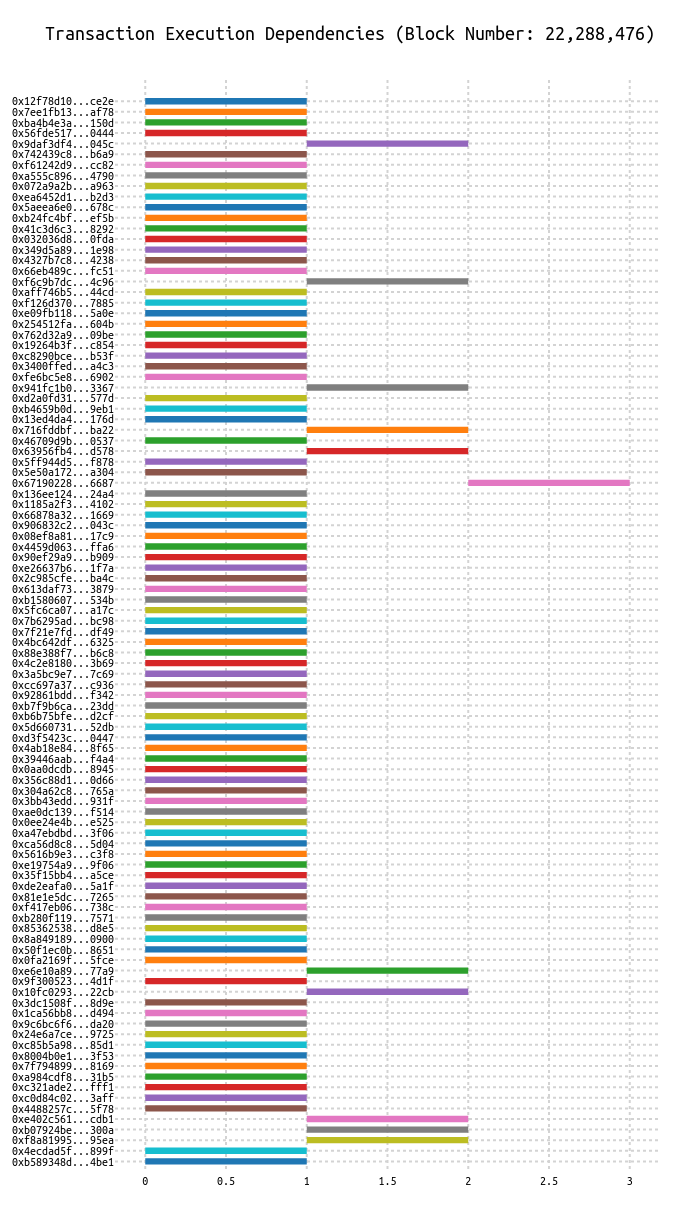 Transaction Execution Dependencies (Block Number: 22,288,476)
0x12f78d10...ce2e
0x7ee1fb13...af78
0xba4b4e3a...150d
0x56fde517...0444
0x9daf3df4...045c
0x742439c8...b6a9
0xf61242d9...cc82
0xa555c896...4790
0x072a9a2b...a963
0xea6452d1...b2d3
0x5aeea6e0...678c
0xb24fc4bf...ef5b
0x41c3d6c3...8292
0x032036d8...0fda
0x349d5a89...1e98
0x4327b7c8...4238
0x66eb489c...fc51
0xf6c9b7dc...4c96
0xaff746b5...44cd
0xf126d370...7885
0xe09fb118...5a0e
0x254512fa...604b
0x762d32a9...09be
0x19264b3f...c854
0xc8290bce...b53f
0x3400ffed...a4c3
0xfe6bc5e8...6902
0x941fc1b0...3367
0xd2a0fd31...577d
0xb4659b0d...9eb1
0x13ed4da4...176d
0x716fddbf...ba22
0x46709d9b...0537
0x63956fb4...d578
0x5ff944d5...f878
0x5e50a172...a304
0x67190228...6687
0x136ee124...24a4
0x1185a2f3...4102
0x66878a32...1669
0x906832c2...043c
0x08ef8a81...17c9
0x4459d063...ffa6
0x90ef29a9...b909
0xe26637b6...1f7a
0x2c985cfe...ba4c
0x613daf73...3879
0xb1580607...534b
0x5fc6ca07...a17c
0x7b6295ad...bc98
0x7f21e7fd...df49
0x4bc642df...6325
0x88e388f7...b6c8
0x4c2e8180...3b69
0x3a5bc9e7...7c69
0xcc697a37...c936
0x92861bdd...f342
0xb7f9b6ca...23dd
0xb6b75bfe...d2cf
0x5d660731...52db
0xd3f5423c...0447
0x4ab18e84...8f65
0x39446aab...f4a4
0x0aa0dcdb...8945
0x356c88d1...0d66
0x304a62c8...765a
0x3bb43edd...931f
0xae0dc139...f514
0x0ee24e4b...e525
0xa47ebdbd...3f06
0xca56d8c8...5d04
0x5616b9e3...c3f8
0xe19754a9...9f06
0x35f15bb4...a5ce
0xde2eafa0...5a1f
0x81e1e5dc...7265
0xf417eb06...738c
0xb280f119...7571
0x85362538...d8e5
0x8a849189...0900
0x50f1ec0b...8651
0x0fa2169f...5fce
0xe6e10a89...77a9
0x9f300523...4d1f
0x10fc0293...22cb
0x3dc1508f...8d9e
0x1ca56bb8...d494
0x9c6bc6f6...da20
0x24e6a7ce...9725
0xc85b5a98...85d1
0x8004b0e1...3f53
0x7f794899...8169
0xa984cdf8...31b5
0xc321ade2...fff1
0xc0d84c02...3aff
0x4488257c...5f78
0xe402c561...cdb1
0xb07924be...300a
0xf8a81995...95ea
0x4ecdad5f...899f
0xb589348d...4be1
0 0.5 1 1.5 2 2.5 3